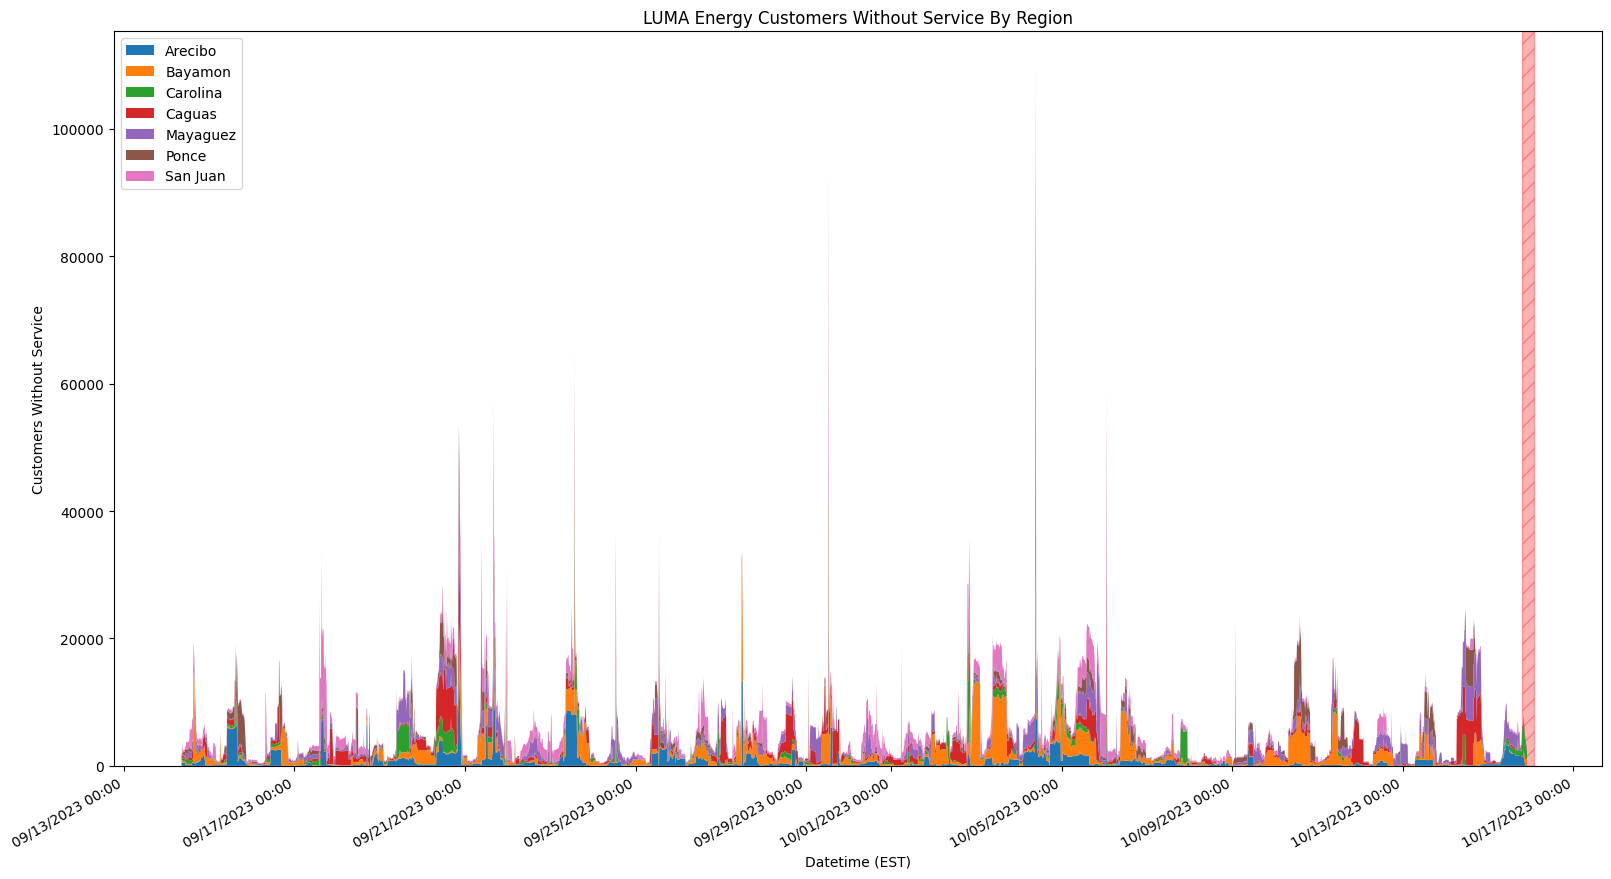 LUMA Energy Customers Without Service By Region
Arecibo
Bayamon
Carolina
Caguas
Mayaguez
Ponce
San Juan
100000
80000
60000
40000
20000
0
Customers Without Service
09/13/2023 00:00
09/17/2023 00:00
09/21/2023 00:00
09/25/2023 00:00
09/29/2023 00:00
10/01/2023 00:00
10/05/2023 00:00
10/09/2023 00:00
10/13/2023 00:00
10/17/2023 00:00
Datetime (EST)